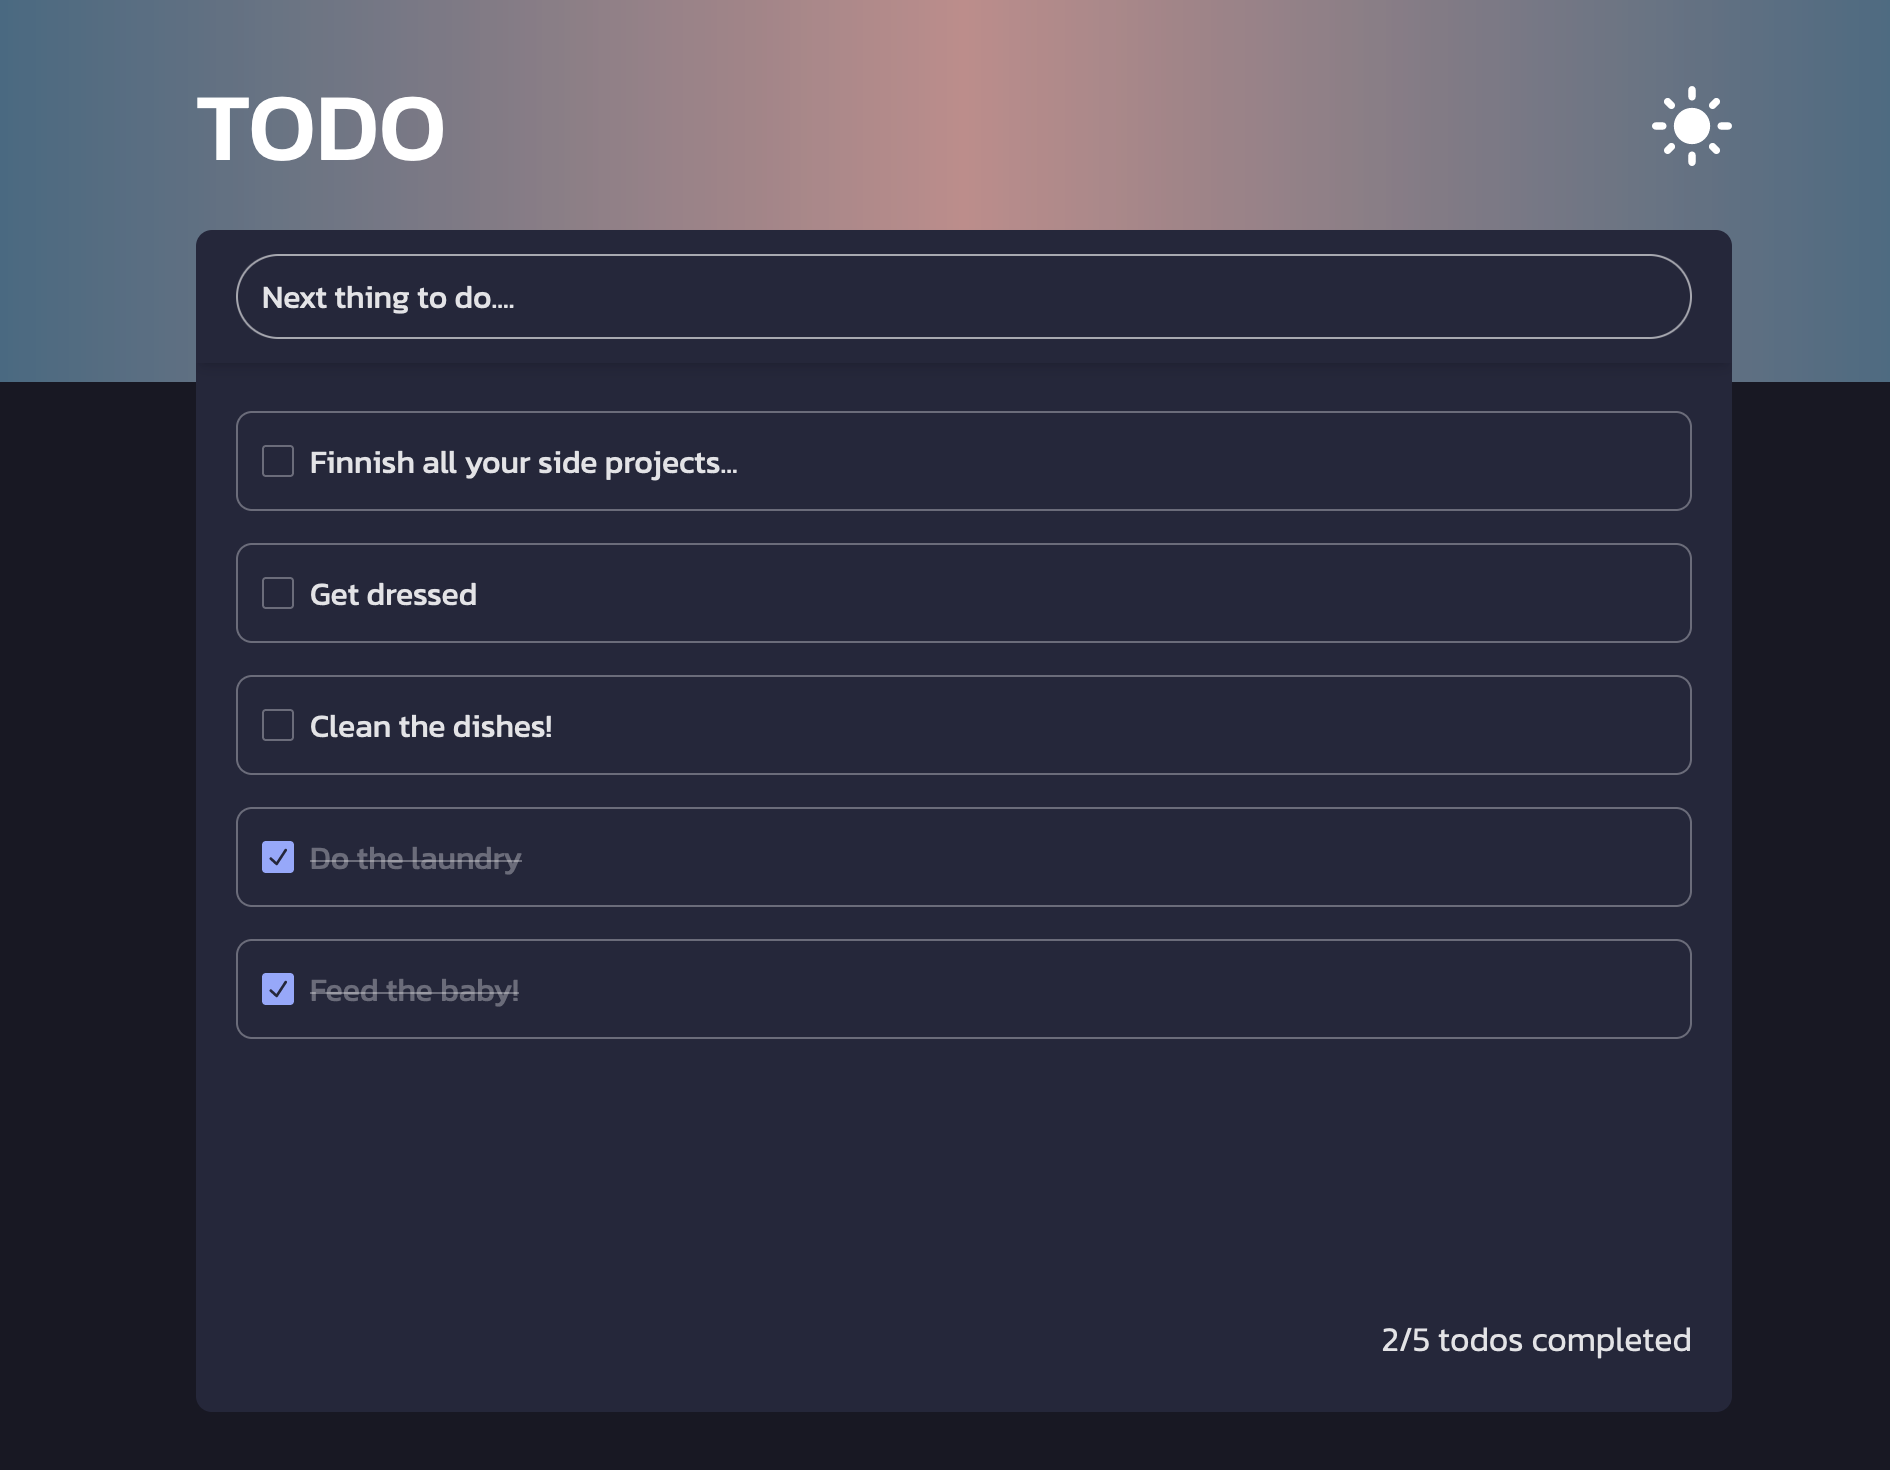 TODO
Next thing to do....
Finnish all your side projects...
Get dressed
Clean the dishes!
Do the laundry
Feed the baby!
2/5 todos completed